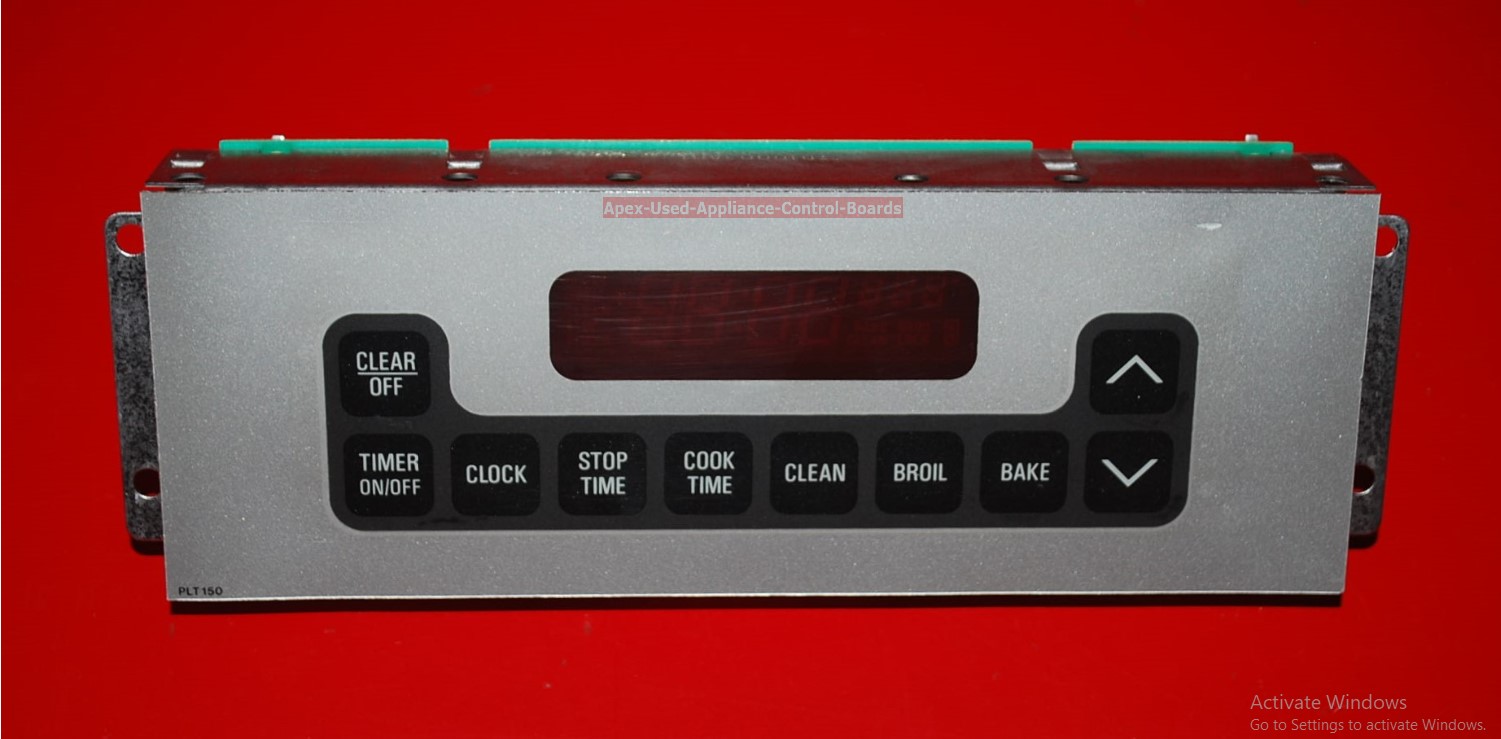 Apex-Used-Appliance-Control-Boards
CLEAR
OFF
TIMER
ON/OFF
CLOCK
STOP
TIME
COOK
TIME
CLEAN
BROIL
BAKE
PLT150
Activate Windows
Go to Settings to activate Windows.